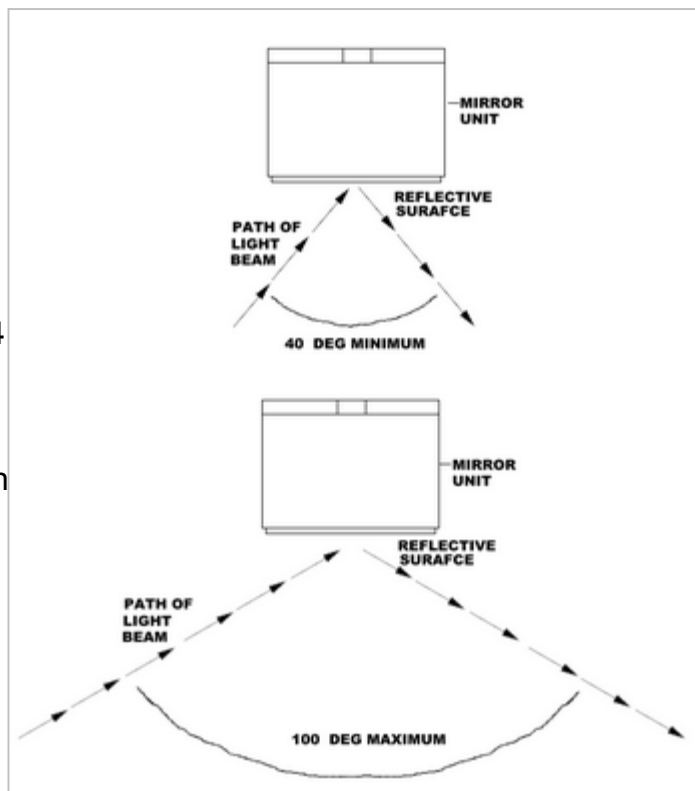 MIRROR
UNIT
REFLECTIVE
SURAFCE
PATH OF
LIGHT
BEAM
4
40 DEG MINIMUM
n
MIRROR
UNIT
REFLECTIVE
SURAFCE
PATH OF
LIGHT
BEAM
100 DEG MAXIMUM